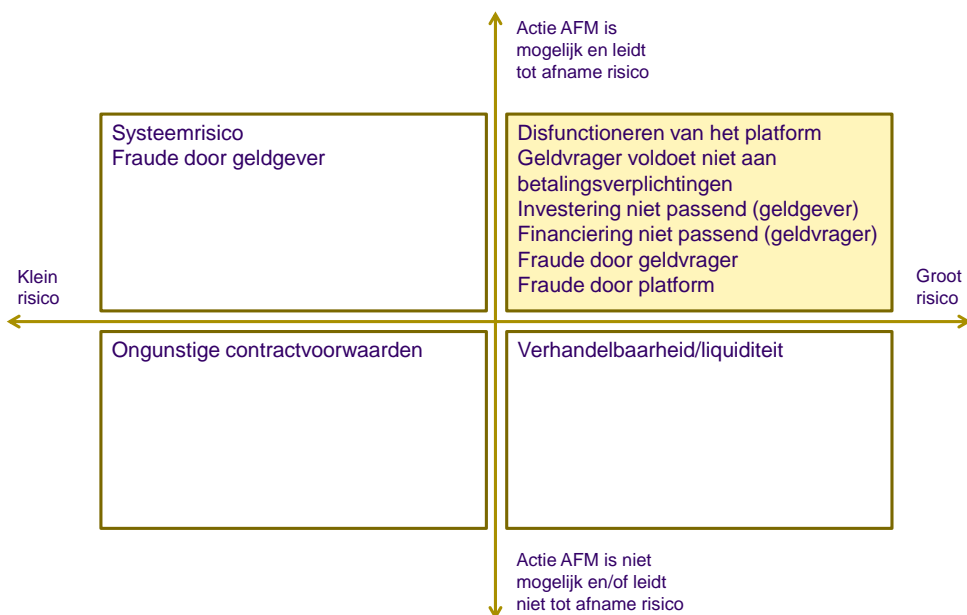 Actie AFM is
mogelijk en leidt
tot afname risico
Systeemrisico
Fraude door geldgever
Disfunctioneren van het platform
Geldvrager voldoet niet aan
betalingsverplichtingen
Investering niet passend (geldgever)
Financiering niet passend (geldvrager)
Fraude door geldvrager
Fraude door platform
Klein
risico
Groot
risico
Ongunstige contractvoorwaarden
Verhandelbaarheid/liquiditeit
Actie AFM is niet
mogelijk en/of leidt
niet tot afname risico